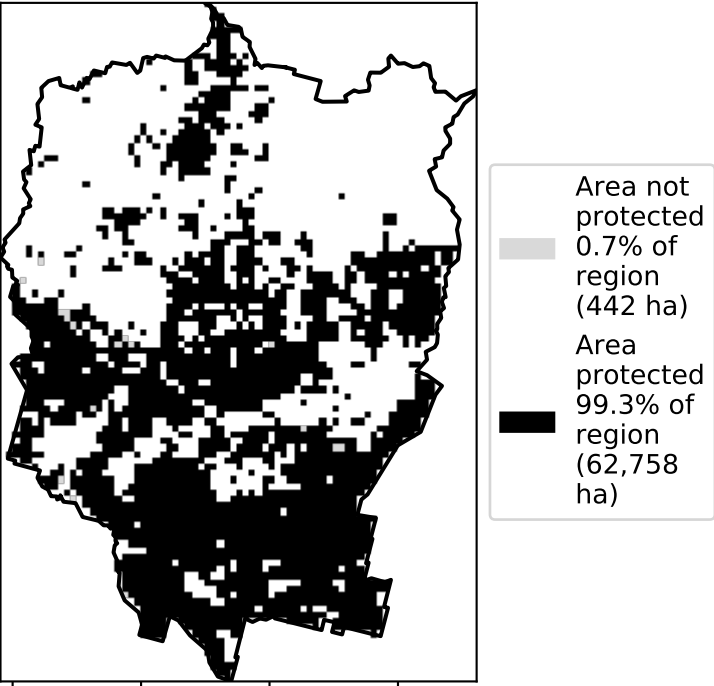 Area not
protected
0.7% of
region
(442 ha)
Area
protected
99.3% of
region
(62,758
ha)